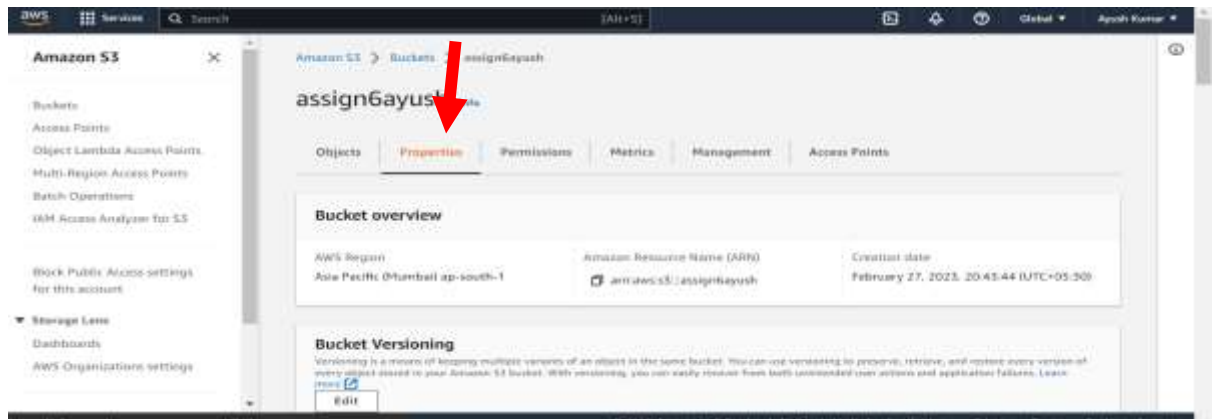 aws Services Search [Alt+S] Global Ayush Kumar
Amazon S3
Buckets
Access Points
Object Lambda Access Points
Multi-Region Access Points
Batch Operations
IAM Access Analyzer for S3
Block Public Access settings
for this account
Storage Lens
Dashboards
AWS Organizations settings
Amazon S3 > Buckets > assign6ayush
assign6ayush Info
Objects Properties Permissions Metrics Management Access Points
Bucket overview
AWS Region
Asia Pacific (Mumbai) ap-south-1
Amazon Resource Name (ARN)
arn:aws:s3:::assign6ayush
Creation date
February 27, 2023, 20:43:44 (UTC+05:30)
Bucket Versioning
Versioning is a means of keeping multiple variants of an object in the same bucket. You can use versioning to preserve, retrieve, and restore every version of
every object stored in your Amazon S3 bucket. With versioning, you can easily recover from both unintended user actions and application failures. Learn
more
Edit